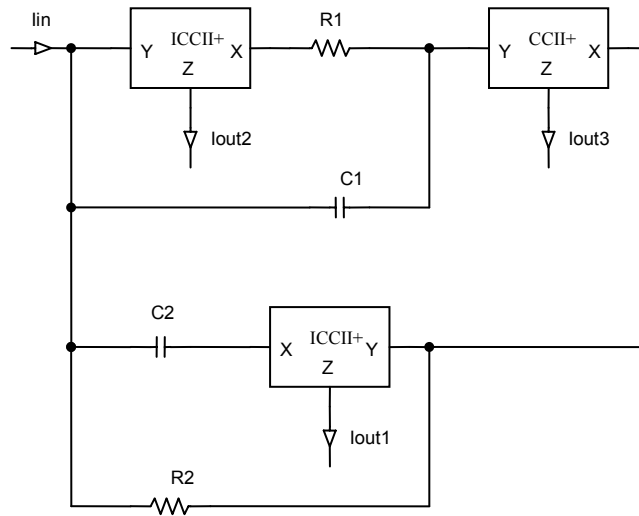 Iin
R1
Y ICCII+ X
Z
Y CCII+ X
Z
Iout2
Iout3
C1
C2
X ICCII+ Y
Z
Iout1
R2